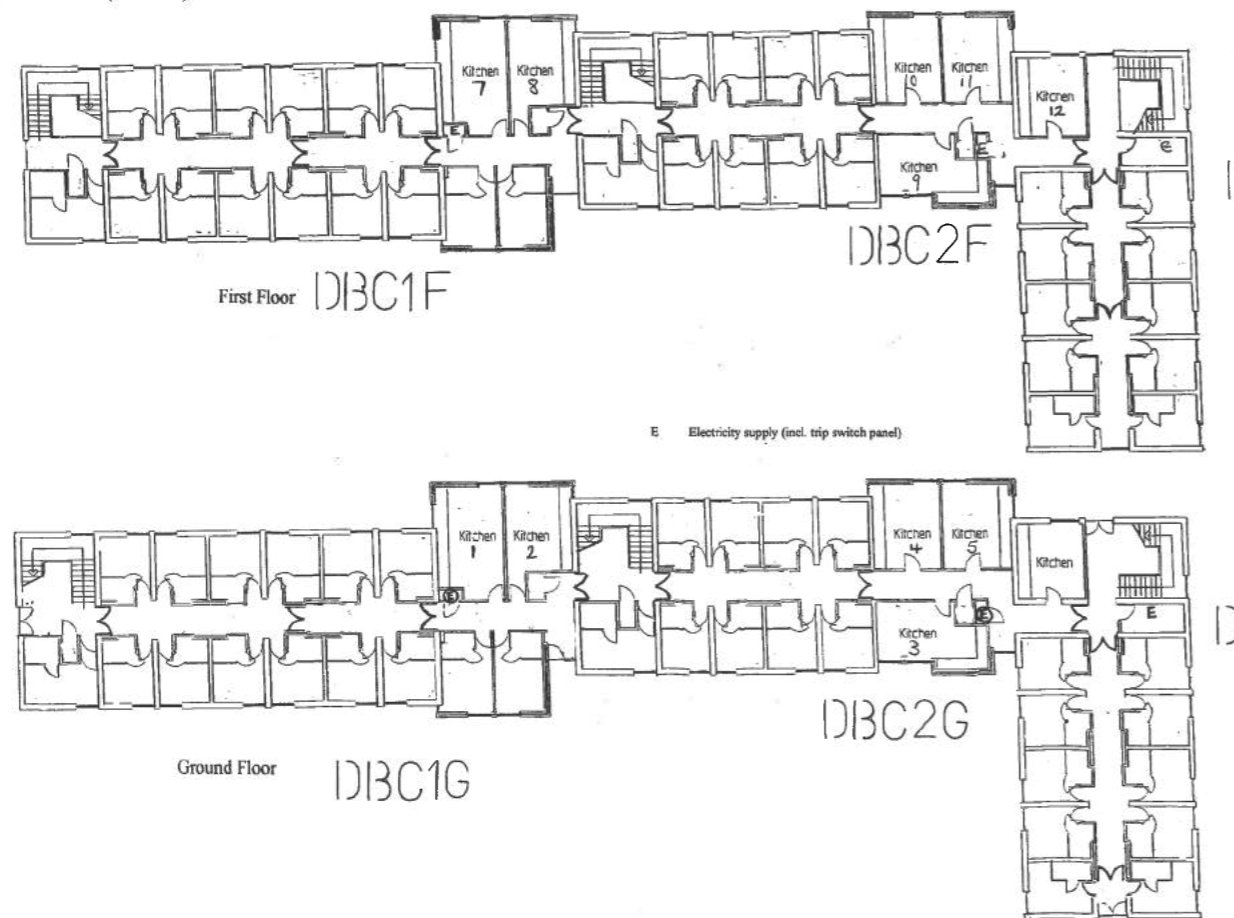 Kitchen
7
Kitchen
8
Kitchen
10
Kitchen
11
Kitchen
12
E
E
e
Kitchen
9
DBC2F
First Floor DBC1F
E Electricity supply (incl. trip switch panel)
Kitchen
1
Kitchen
2
Kitchen
4
Kitchen
5
Kitchen
E
E
E
Kitchen
3
DBC2G
Ground Floor DBC1G